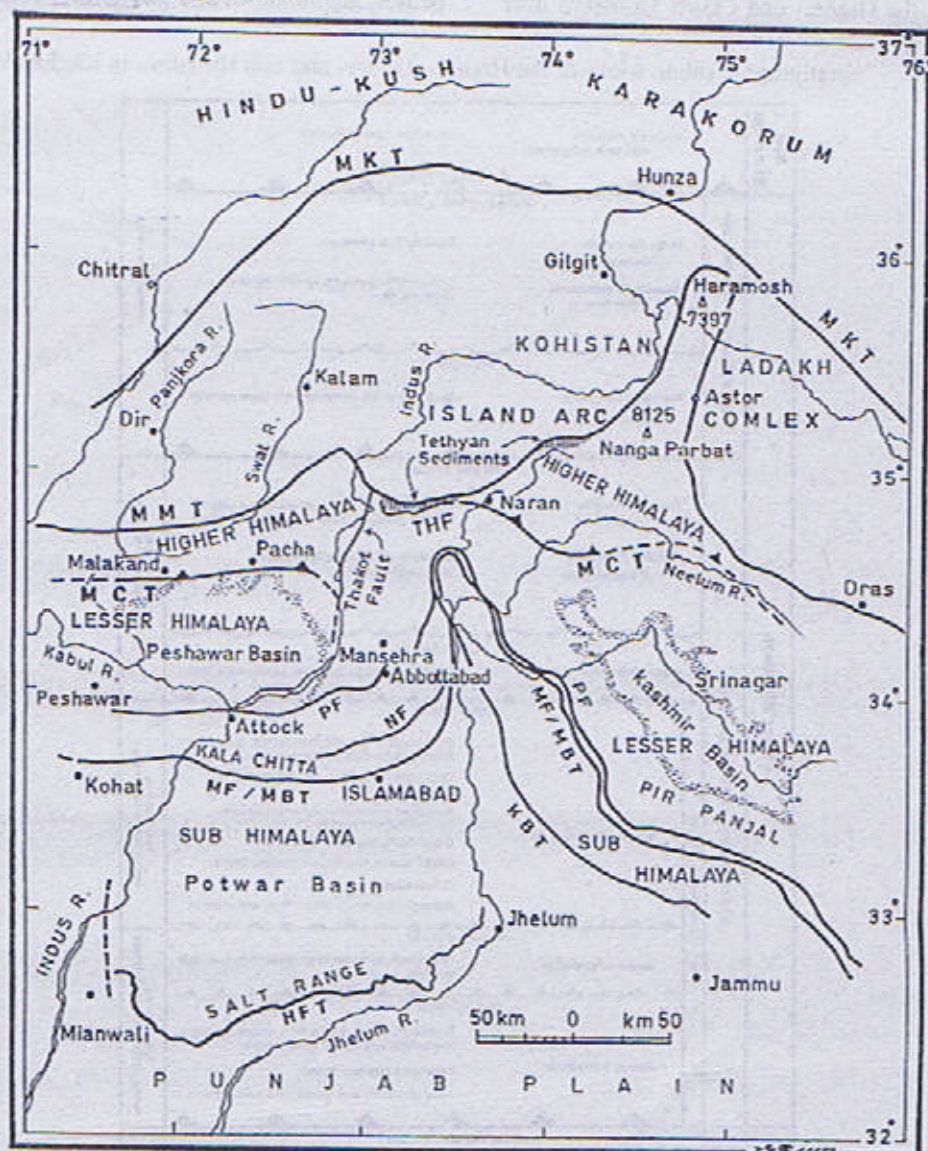 71° 72° 73° 74° 75° 76°
37°
HINDU-KUSH
KARAKORUM
MKT
Hunza
Chitral
Gilgit
36°
Haramosh
7397
MKT
KOHISTAN
LADAKH
Panjkora R.
Kalam
Indus R.
Dir
ISLAND ARC
8125
Astor
COMLEX
Swat R.
Tethyan
Sediments
Nanga Parbat
35°
MMT
HIGHER HIMALAYA
THF
Naran
HIGHER HIMALAYA
Malakand
Pacha
Thakot
Fault
MCT
MCT
Neelum R.
Dras
LESSER HIMALAYA
Kabul R.
Peshawar Basin
Mansehra
Srinagar
Peshawar
Abbottabad
34°
Attock
PF
NF
MF/MBT
PF
Kashmir
Basin
LESSER HIMALAYA
KALA CHITTA
Kohat
MF/MBT
ISLAMABAD
PIR PANJAL
KBT
SUB HIMALAYA
SUB
HIMALAYA
Potwar Basin
INDUS R.
Jhelum
33°
SALT RANGE
HFT
Jammu
Mianwali
Jhelum R.
50 km 0 km 50
PUNJAB PLAIN
32°